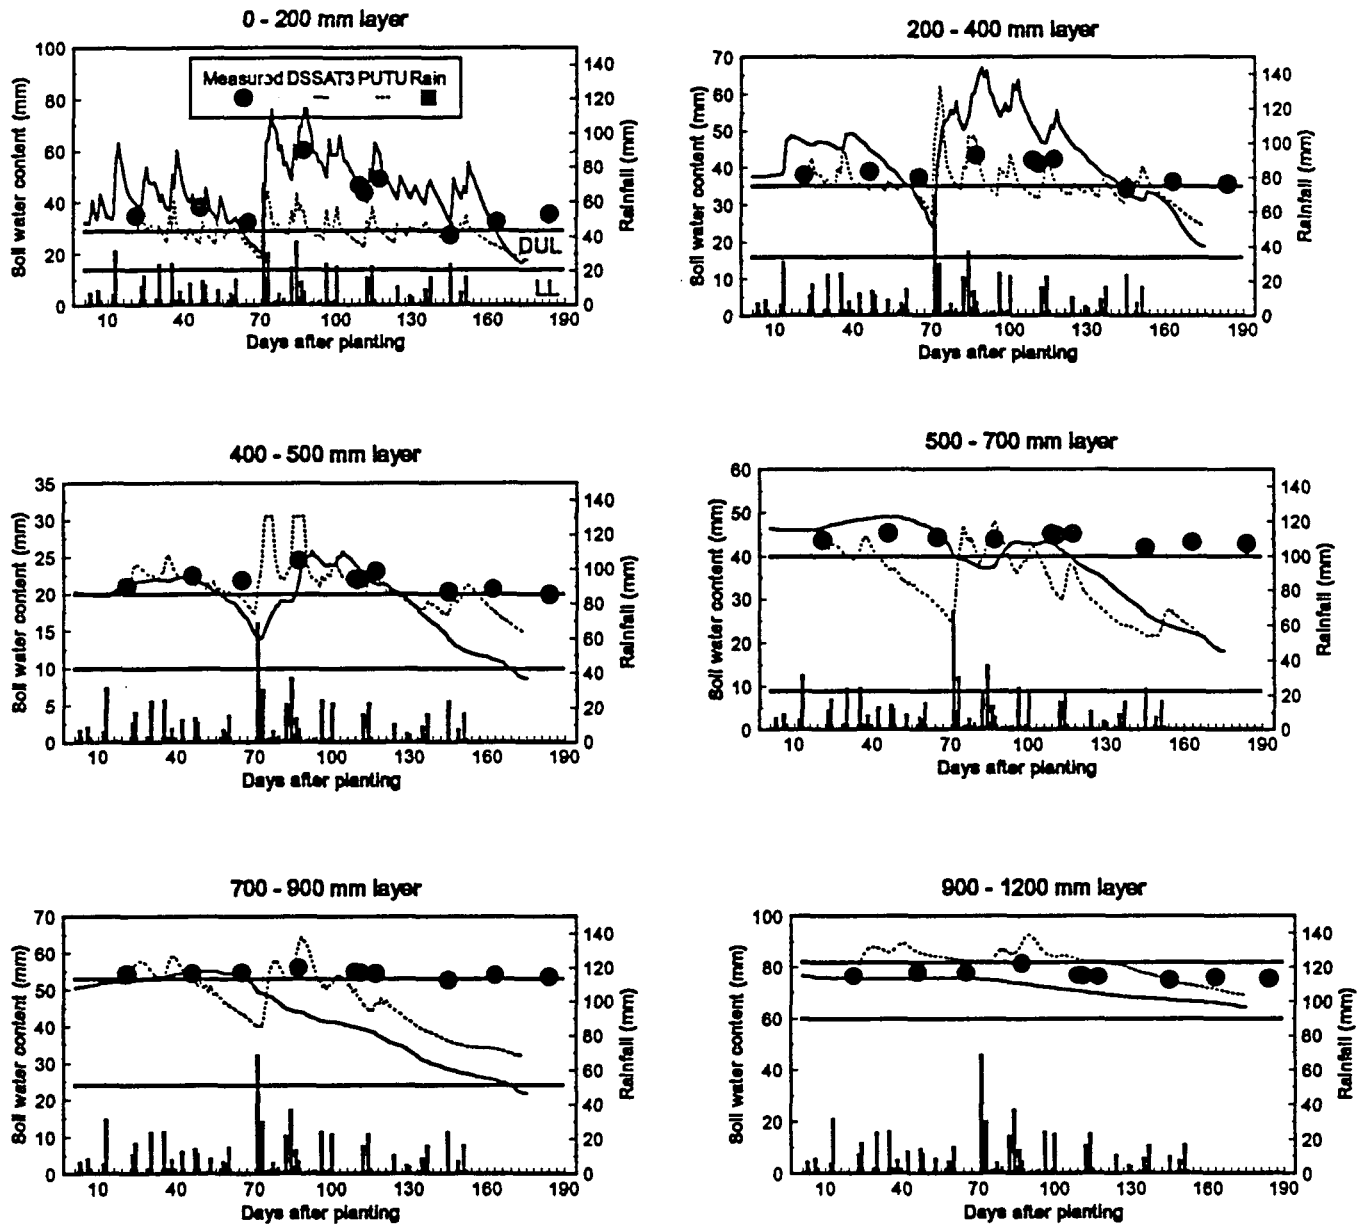 0 - 200 mm layer
100
80
60
40
20
0
Soil water content (mm)
Measured DSSAT3 PUTU Rain
DUL
LL
140
120
100
80
60
40
20
0
Rainfall (mm)
10 40 70 100 130 160 190
Days after planting
200 - 400 mm layer
70
60
50
40
30
20
10
0
Soil water content (mm)
140
120
100
80
60
40
20
0
Rainfall (mm)
10 40 70 100 130 160 190
Days after planting
400 - 500 mm layer
35
30
25
20
15
10
5
0
Soil water content (mm)
140
120
100
80
60
40
20
0
Rainfall (mm)
10 40 70 100 130 160 190
Days after planting
500 - 700 mm layer
60
50
40
30
20
10
0
Soil water content (mm)
140
120
100
80
60
40
20
0
Rainfall (mm)
10 40 70 100 130 160 190
Days after planting
700 - 900 mm layer
70
60
50
40
30
20
10
0
Soil water content (mm)
140
120
100
80
60
40
20
0
Rainfall (mm)
10 40 70 100 130 160 190
Days after planting
900 - 1200 mm layer
100
80
60
40
20
0
Soil water content (mm)
140
120
100
80
60
40
20
0
Rainfall (mm)
10 40 70 100 130 160 190
Days after planting